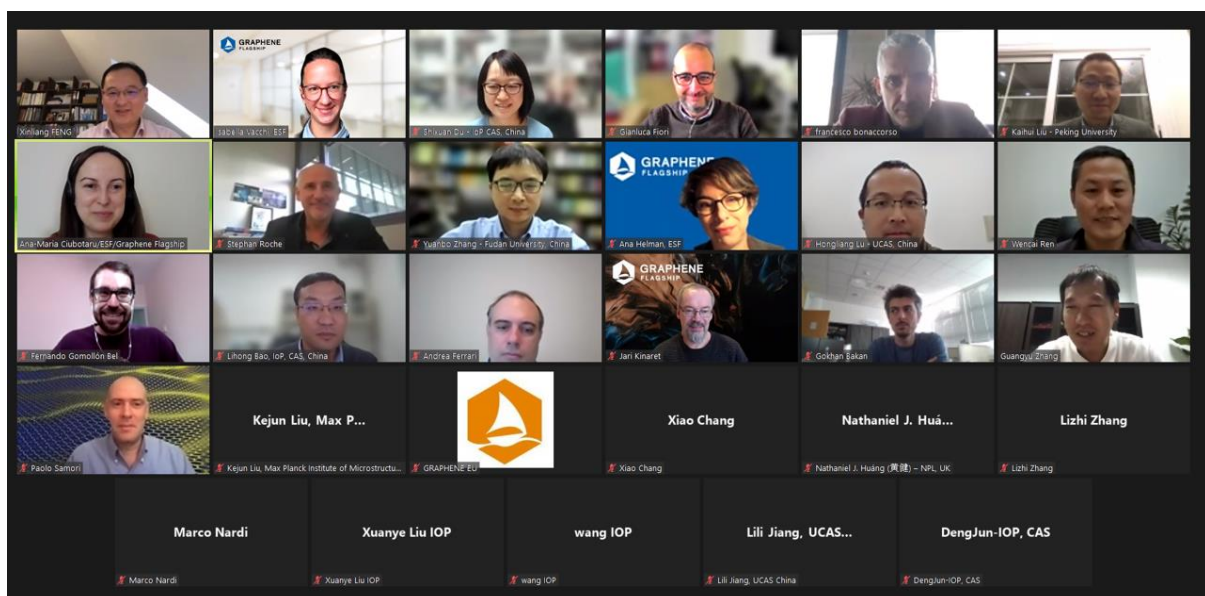 GRAPHENE
FLAGSHIP
Xinliang FENG
Isabella Vacchi, ESF
Shixuan Du - IoP CAS, China
Gianluca Fiori
francesco bonaccorso
Kaihui Liu - Peking University
GRAPHENE
FLAGSHIP
Ana-Maria Ciubotaru/ESF/Graphene Flagship
Stephan Roche
Yuanbo Zhang - Fudan University, China
Ana Helman, ESF
Hongliang Lu - UCAS, China
Wencai Ren
GRAPHENE
FLAGSHIP
Fernando Gomollón Bel
Lihong Bao, IoP, CAS, China
Andrea Ferrari
Jari Kinaret
Gokhan Bakan
Guangyu Zhang
Kejun Liu, Max P...
Xiao Chang
Nathaniel J. Huá...
Lizhi Zhang
Paolo Samori
Kejun Liu, Max Planck Institute of Microstructu...
GRAPHENE EU
Xiao Chang
Nathaniel J. Huáng (黄健) – NPL, UK
Lizhi Zhang
Marco Nardi
Xuanye Liu IOP
wang IOP
Lili Jiang, UCAS...
DengJun-IOP, CAS
Marco Nardi
Xuanye Liu IOP
wang IOP
Lili Jiang, UCAS China
DengJun-IOP, CAS